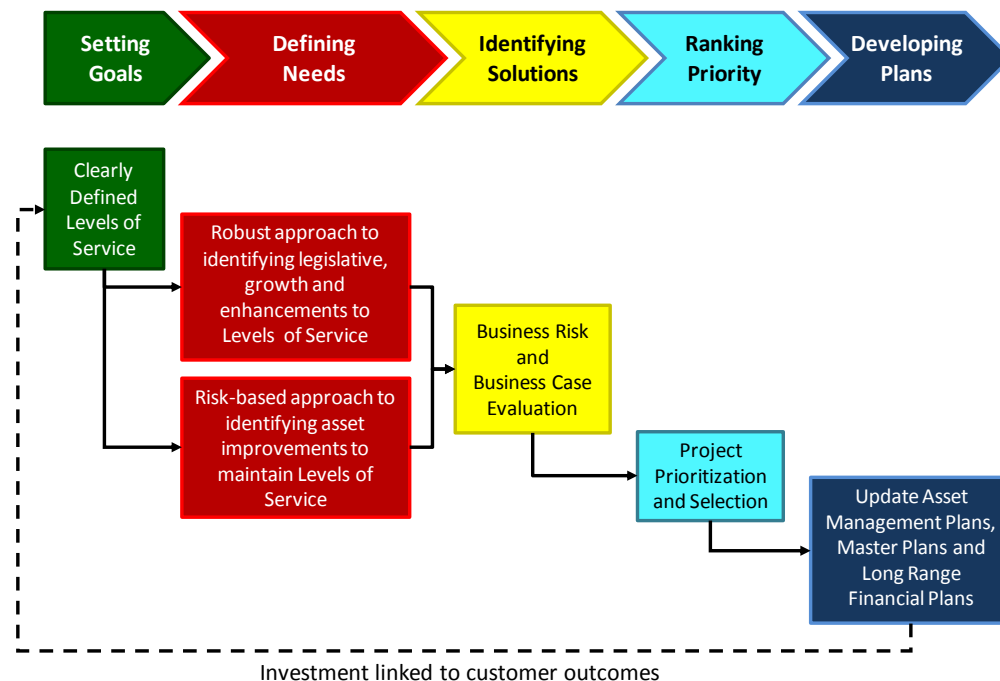 Setting
Goals
Defining
Needs
Identifying
Solutions
Ranking
Priority
Developing
Plans
Clearly
Defined
Levels of
Service
Robust approach to
identifying legislative,
growth and
enhancements to
Levels of Service
Risk-based approach to
identifying asset
improvements to
maintain Levels of
Service
Business Risk
and
Business Case
Evaluation
Project
Prioritization
and Selection
Update Asset
Management Plans,
Master Plans and
Long Range
Financial Plans
Investment linked to customer outcomes